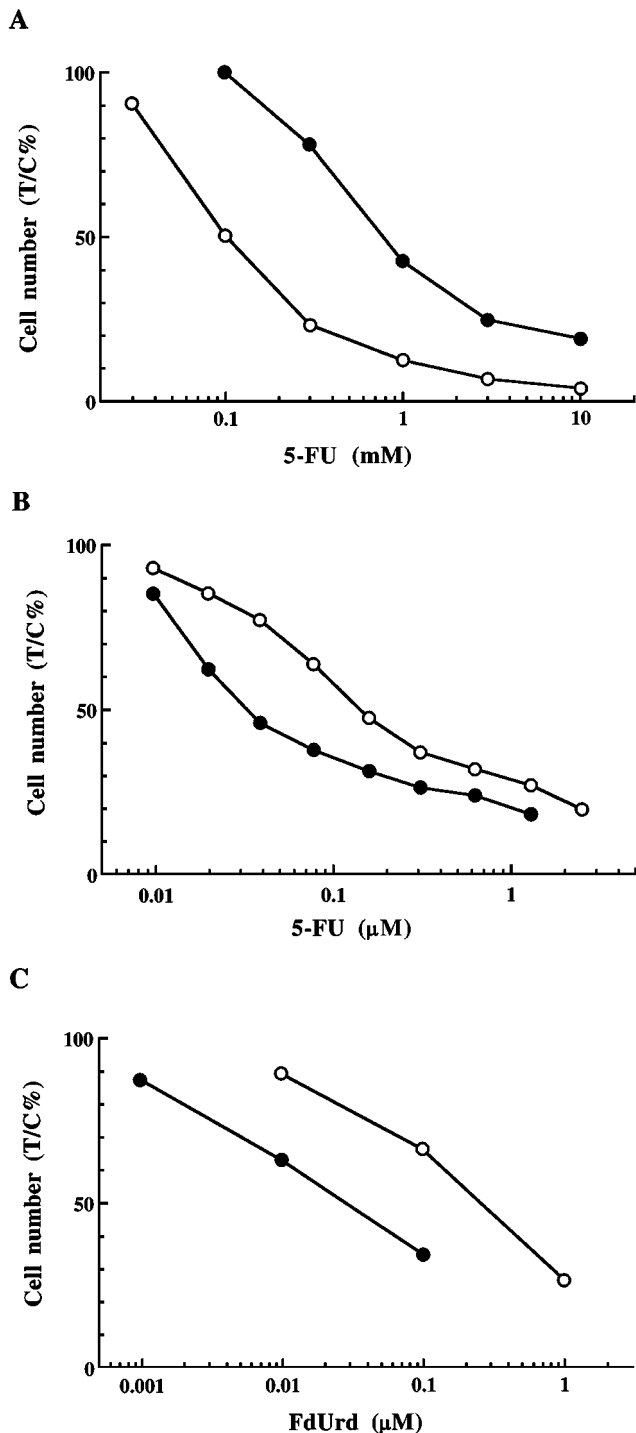 A
Cell number (T/C%)
100
50
0
0.1 1 10
5-FU (mM)
B
Cell number (T/C%)
100
50
0
0.01 0.1 1
5-FU (μM)
C
Cell number (T/C%)
100
50
0
0.001 0.01 0.1 1
FdUrd (μM)